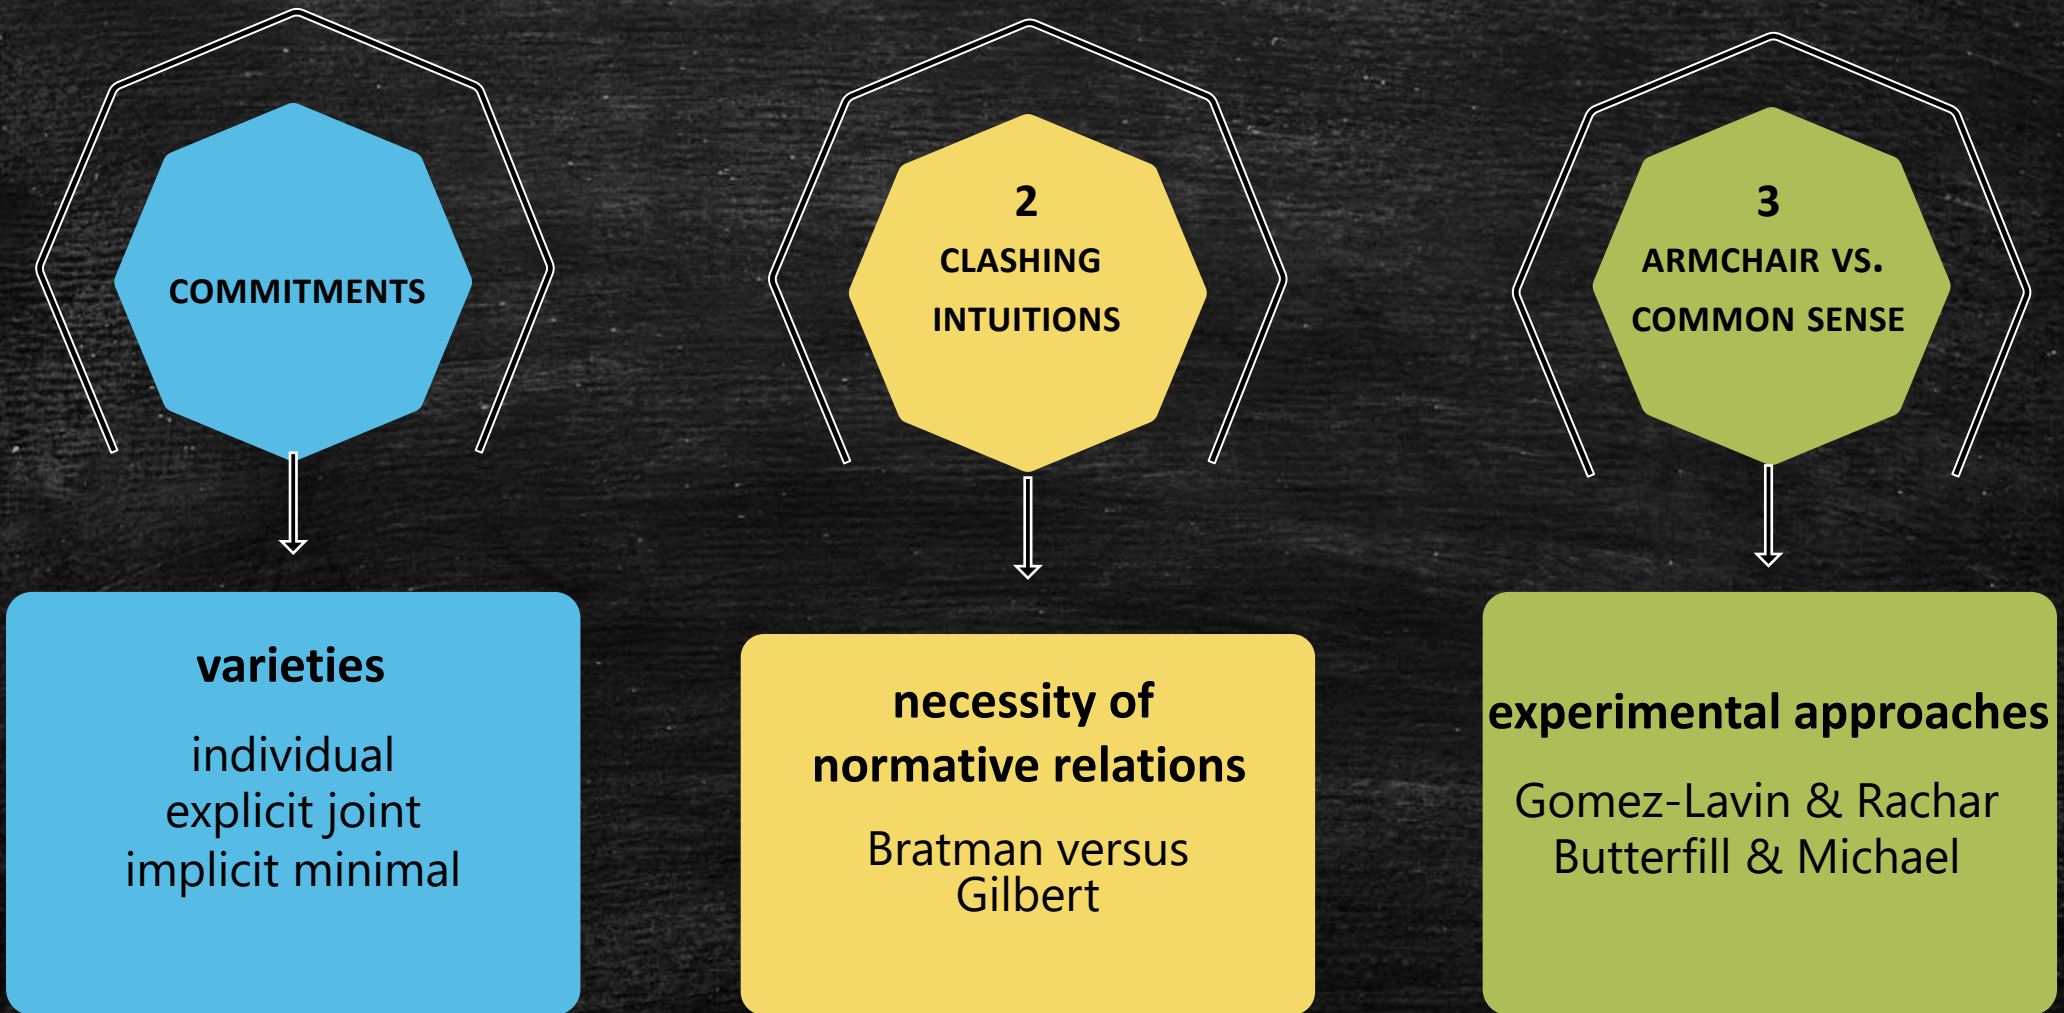 COMMITMENTS
varieties
individual
explicit joint
implicit minimal
2
CLASHING
INTUITIONS
necessity of
normative relations
Bratman versus
Gilbert
3
ARMCHAIR VS.
COMMON SENSE
experimental approaches
Gomez-Lavin & Rachar
Butterfill & Michael